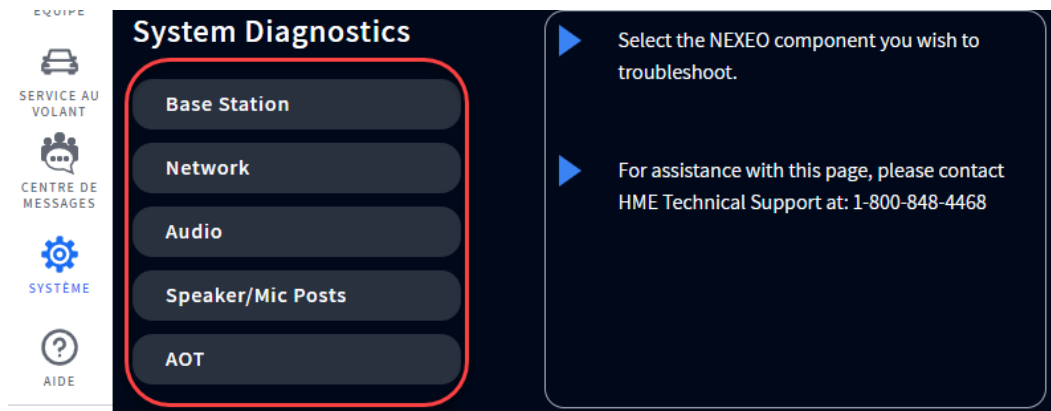 ÉQUIPE
SERVICE AU
VOLANT
CENTRE DE
MESSAGES
SYSTÈME
AIDE
System Diagnostics
Base Station
Network
Audio
Speaker/Mic Posts
AOT
Select the NEXEO component you wish to
troubleshoot.
For assistance with this page, please contact
HME Technical Support at: 1-800-848-4468